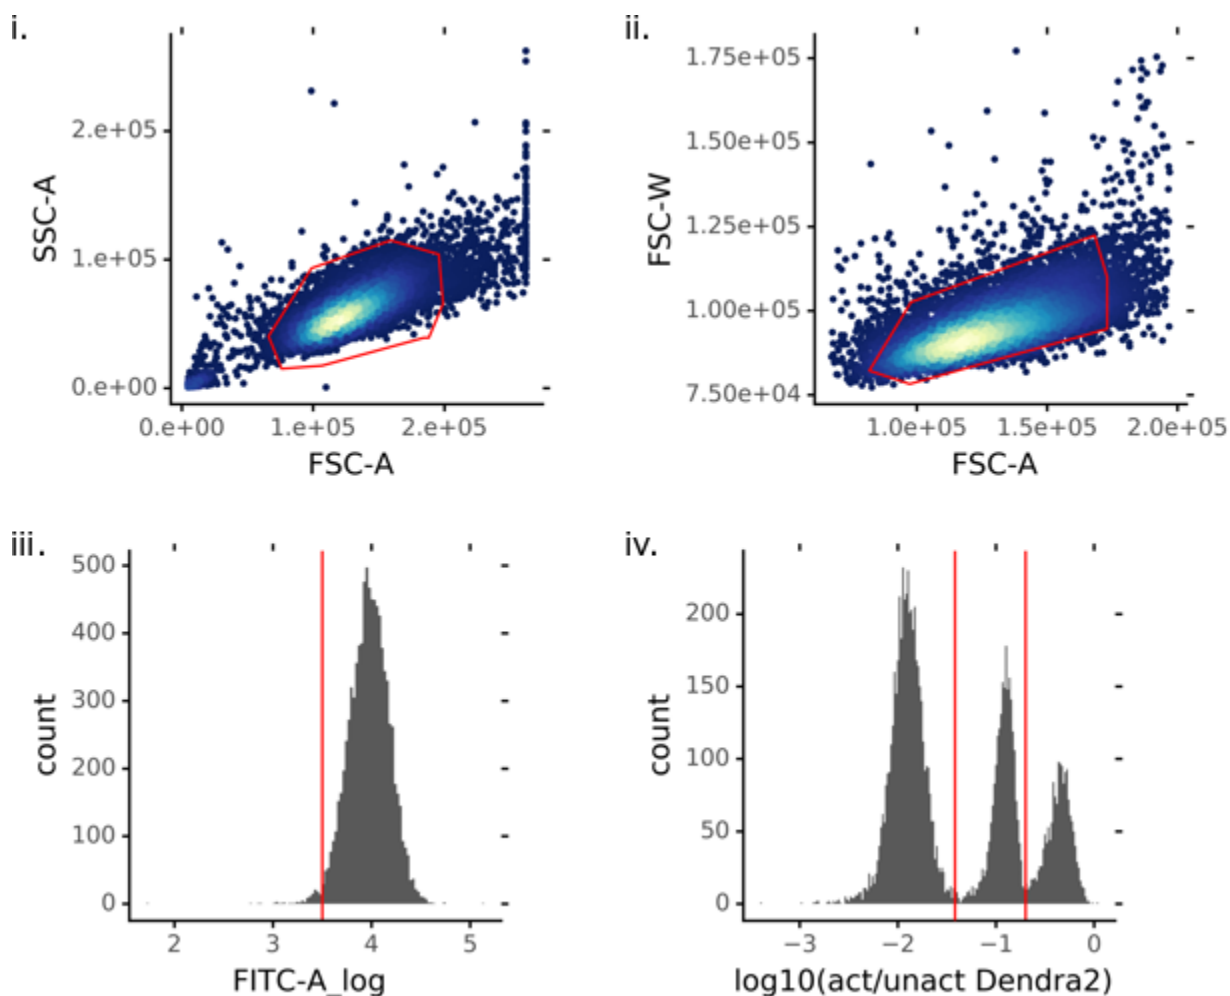 i.
2.e+05
1.e+05
0.e+00
SSC-A
0.e+00 1.e+05 2.e+05
FSC-A
ii.
1.75e+05
1.50e+05
1.25e+05
1.00e+05
7.50e+04
FSC-W
1.0e+05 1.5e+05 2.0e+05
FSC-A
iii.
500
400
300
200
100
0
count
2 3 4 5
FITC-A_log
iv.
200
150
100
50
0
count
−3 −2 −1 0
log10(act/unact Dendra2)